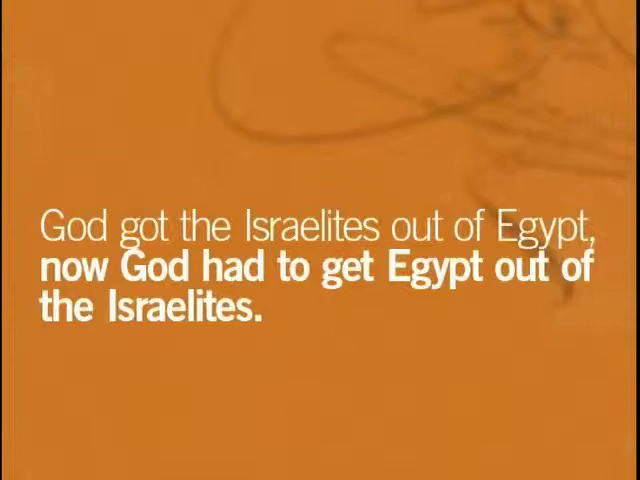 God got the Israelites out of Egypt,
now God had to get Egypt out of
the Israelites.